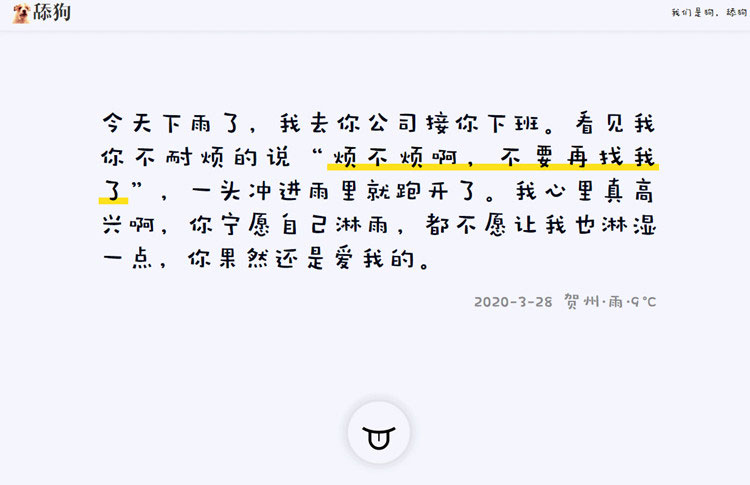 舔狗
我们是狗,舔狗
今天下雨了,我去你公司接你下班。看见我
你不耐烦的说“烦不烦啊,不要再找我
了”,一头冲进雨里就跑开了。我心里真高
兴啊,你宁愿自己淋雨,都不愿让我也淋湿
一点,你果然还是爱我的。
2020-3-28 贺州·雨·9℃